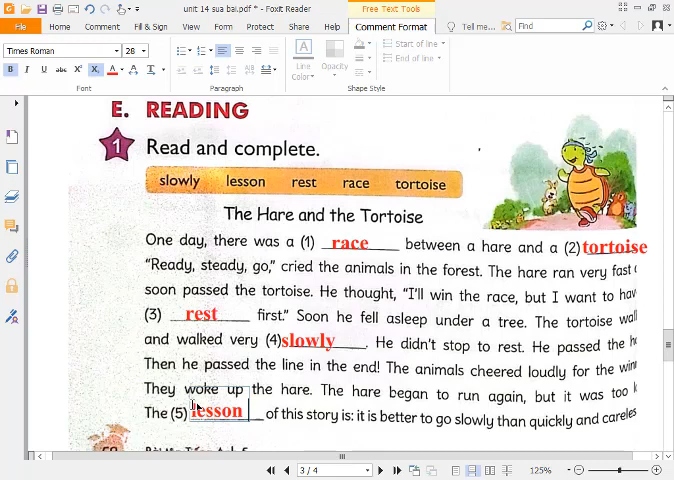 unit 14 sua bai.pdf * - Foxit Reader
Free Text Tools
File Home Comment Fill & Sign View Form Protect Share Help Comment Format Tell me... Find
Times Roman 28
B I U abc X X A T
Font
Paragraph
Line Color
Opacity
Start of line
End of line
Shape Style
E. READING
1 Read and complete.
slowly lesson rest race tortoise
The Hare and the Tortoise
One day, there was a (1) race between a hare and a (2) tortoise
"Ready, steady, go," cried the animals in the forest. The hare ran very fast
soon passed the tortoise. He thought, "I'll win the race, but I want to hav
(3) rest first." Soon he fell asleep under a tree. The tortoise wal
and walked very (4) slowly. He didn't stop to rest. He passed the h
Then he passed the line in the end! The animals cheered loudly for the win
They woke up the hare. The hare began to run again, but it was too
The (5) lesson of this story is: it is better to go slowly than quickly and careles
3 / 4
125%